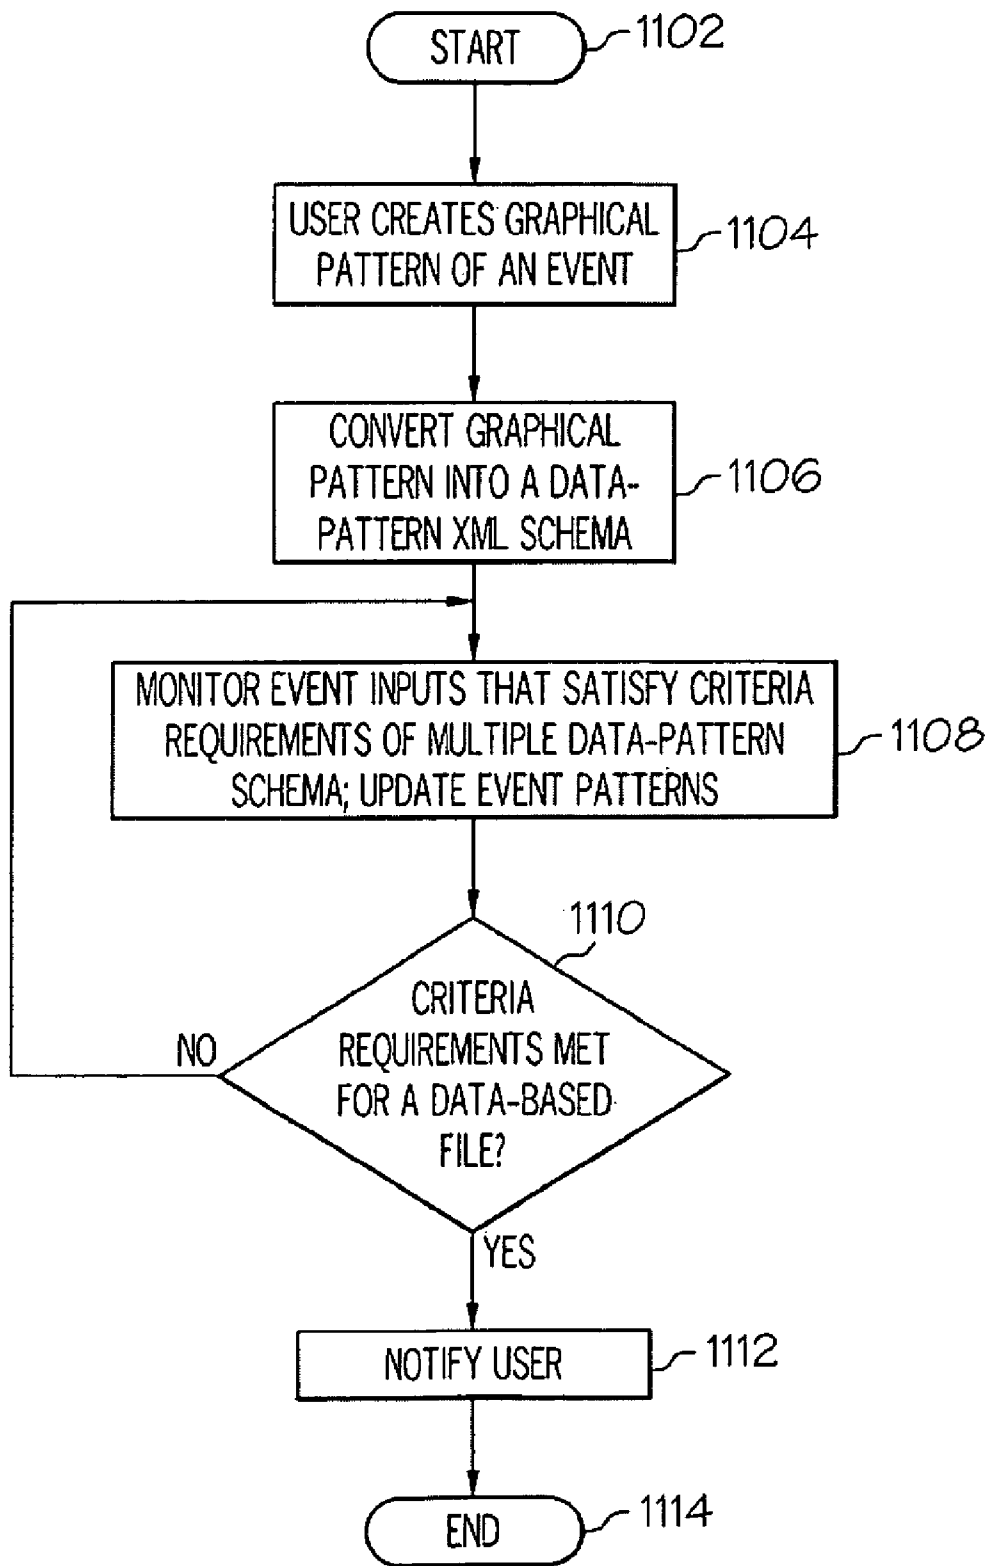 START
1102
USER CREATES GRAPHICAL
PATTERN OF AN EVENT
1104
CONVERT GRAPHICAL
PATTERN INTO A DATA-
PATTERN XML SCHEMA
1106
MONITOR EVENT INPUTS THAT SATISFY CRITERIA
REQUIREMENTS OF MULTIPLE DATA-PATTERN
SCHEMA; UPDATE EVENT PATTERNS
1108
1110
CRITERIA
REQUIREMENTS MET
FOR A DATA-BASED
FILE?
NO
YES
NOTIFY USER
1112
END
1114